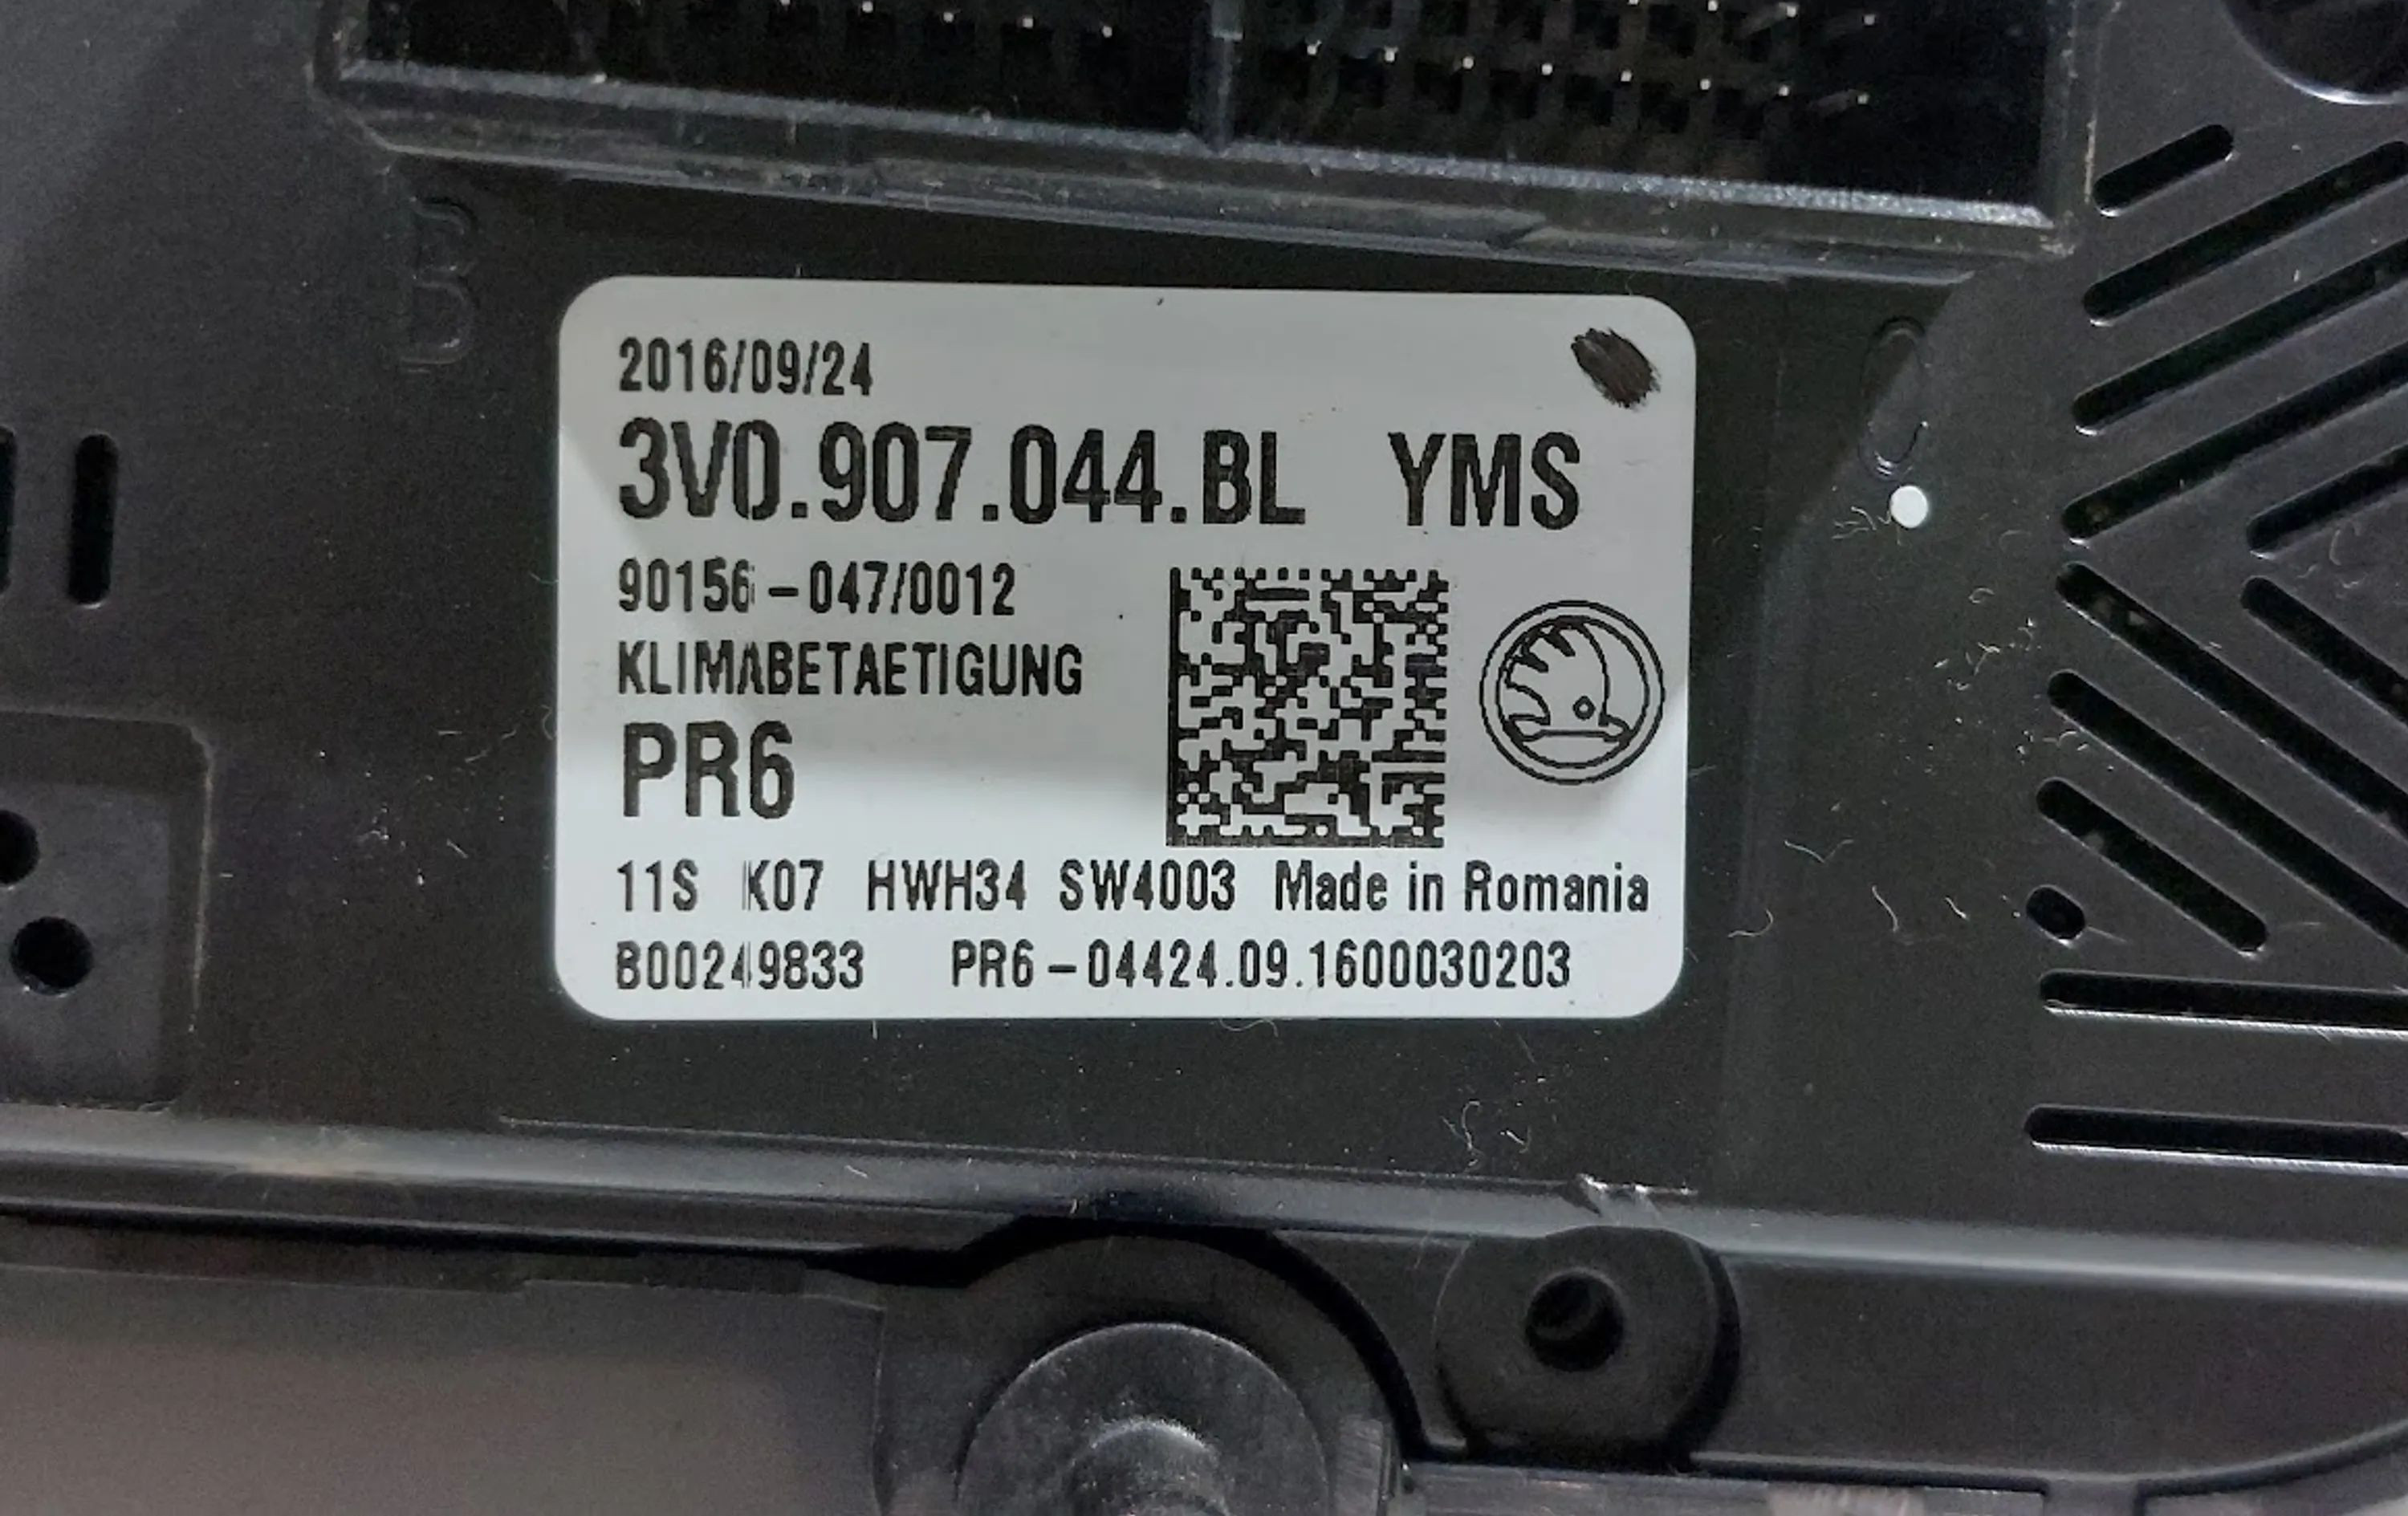 B
2016/09/24
3V0.907.044.BL YMS
90156-047/0012
KLIMABETAETIGUNG
PR6
11S K07 HWH34 SW4003 Made in Romania
B00249833 PR6-04424.09.1600030203